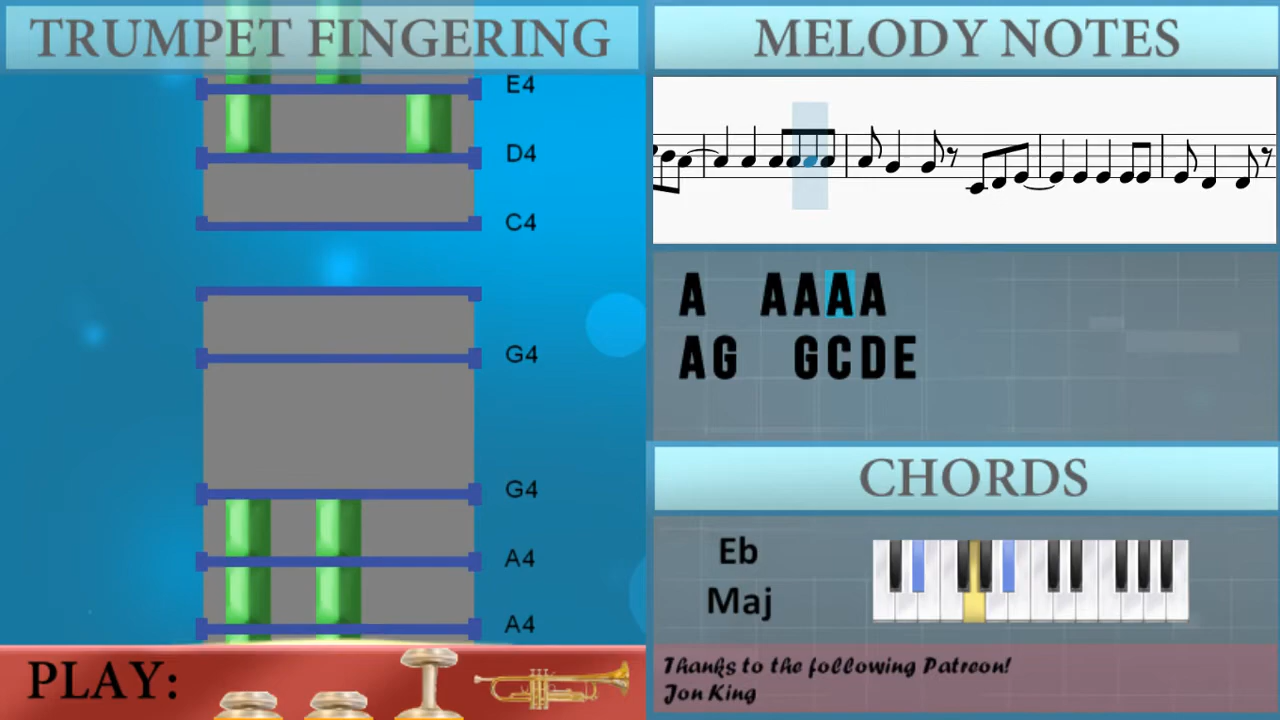 TRUMPET FINGERING
E4
D4
C4
G4
G4
A4
A4
PLAY:
MELODY NOTES
A AAAA
AG GCDE
CHORDS
Eb
Maj
Thanks to the following Patreon!
Jon King